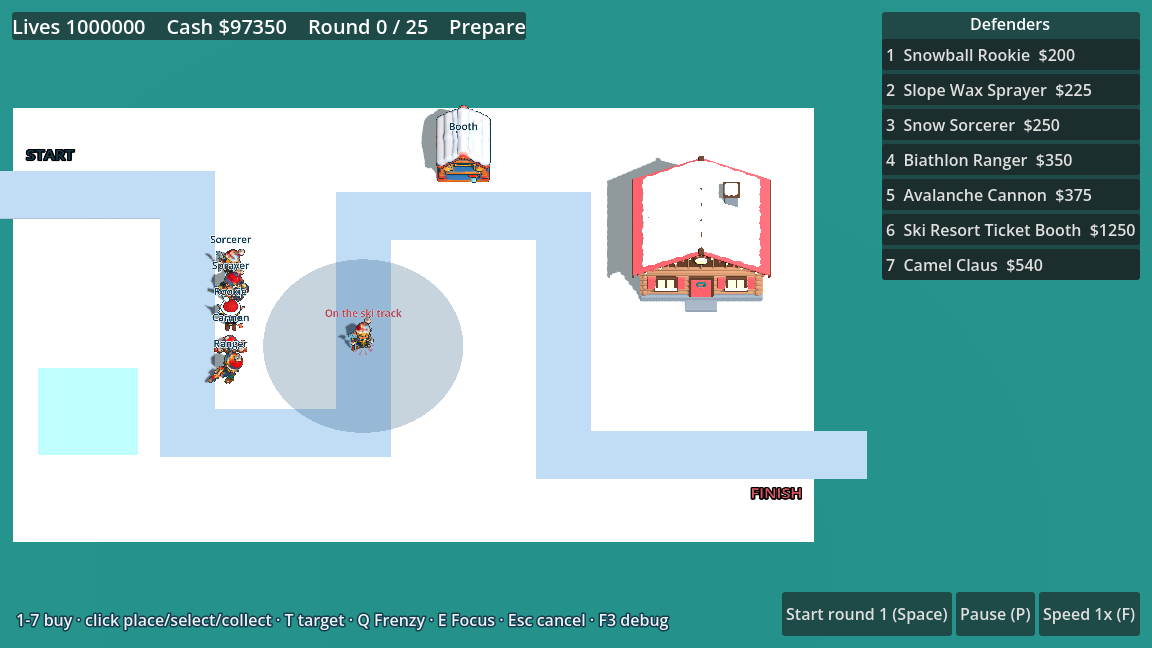 Lives 1000000 Cash $97350 Round 0 / 25 Prepare
Defenders
1 Snowball Rookie $200
2 Slope Wax Sprayer $225
3 Snow Sorcerer $250
4 Biathlon Ranger $350
5 Avalanche Cannon $375
6 Ski Resort Ticket Booth $1250
7 Camel Claus $540
Booth
START
Sorcerer
Sprayer
Rookie
Cannon
Ranger
On the ski track
FINISH
1-7 buy · click place/select/collect · T target · Q Frenzy · E Focus · Esc cancel · F3 debug
Start round 1 (Space)
Pause (P)
Speed 1x (F)